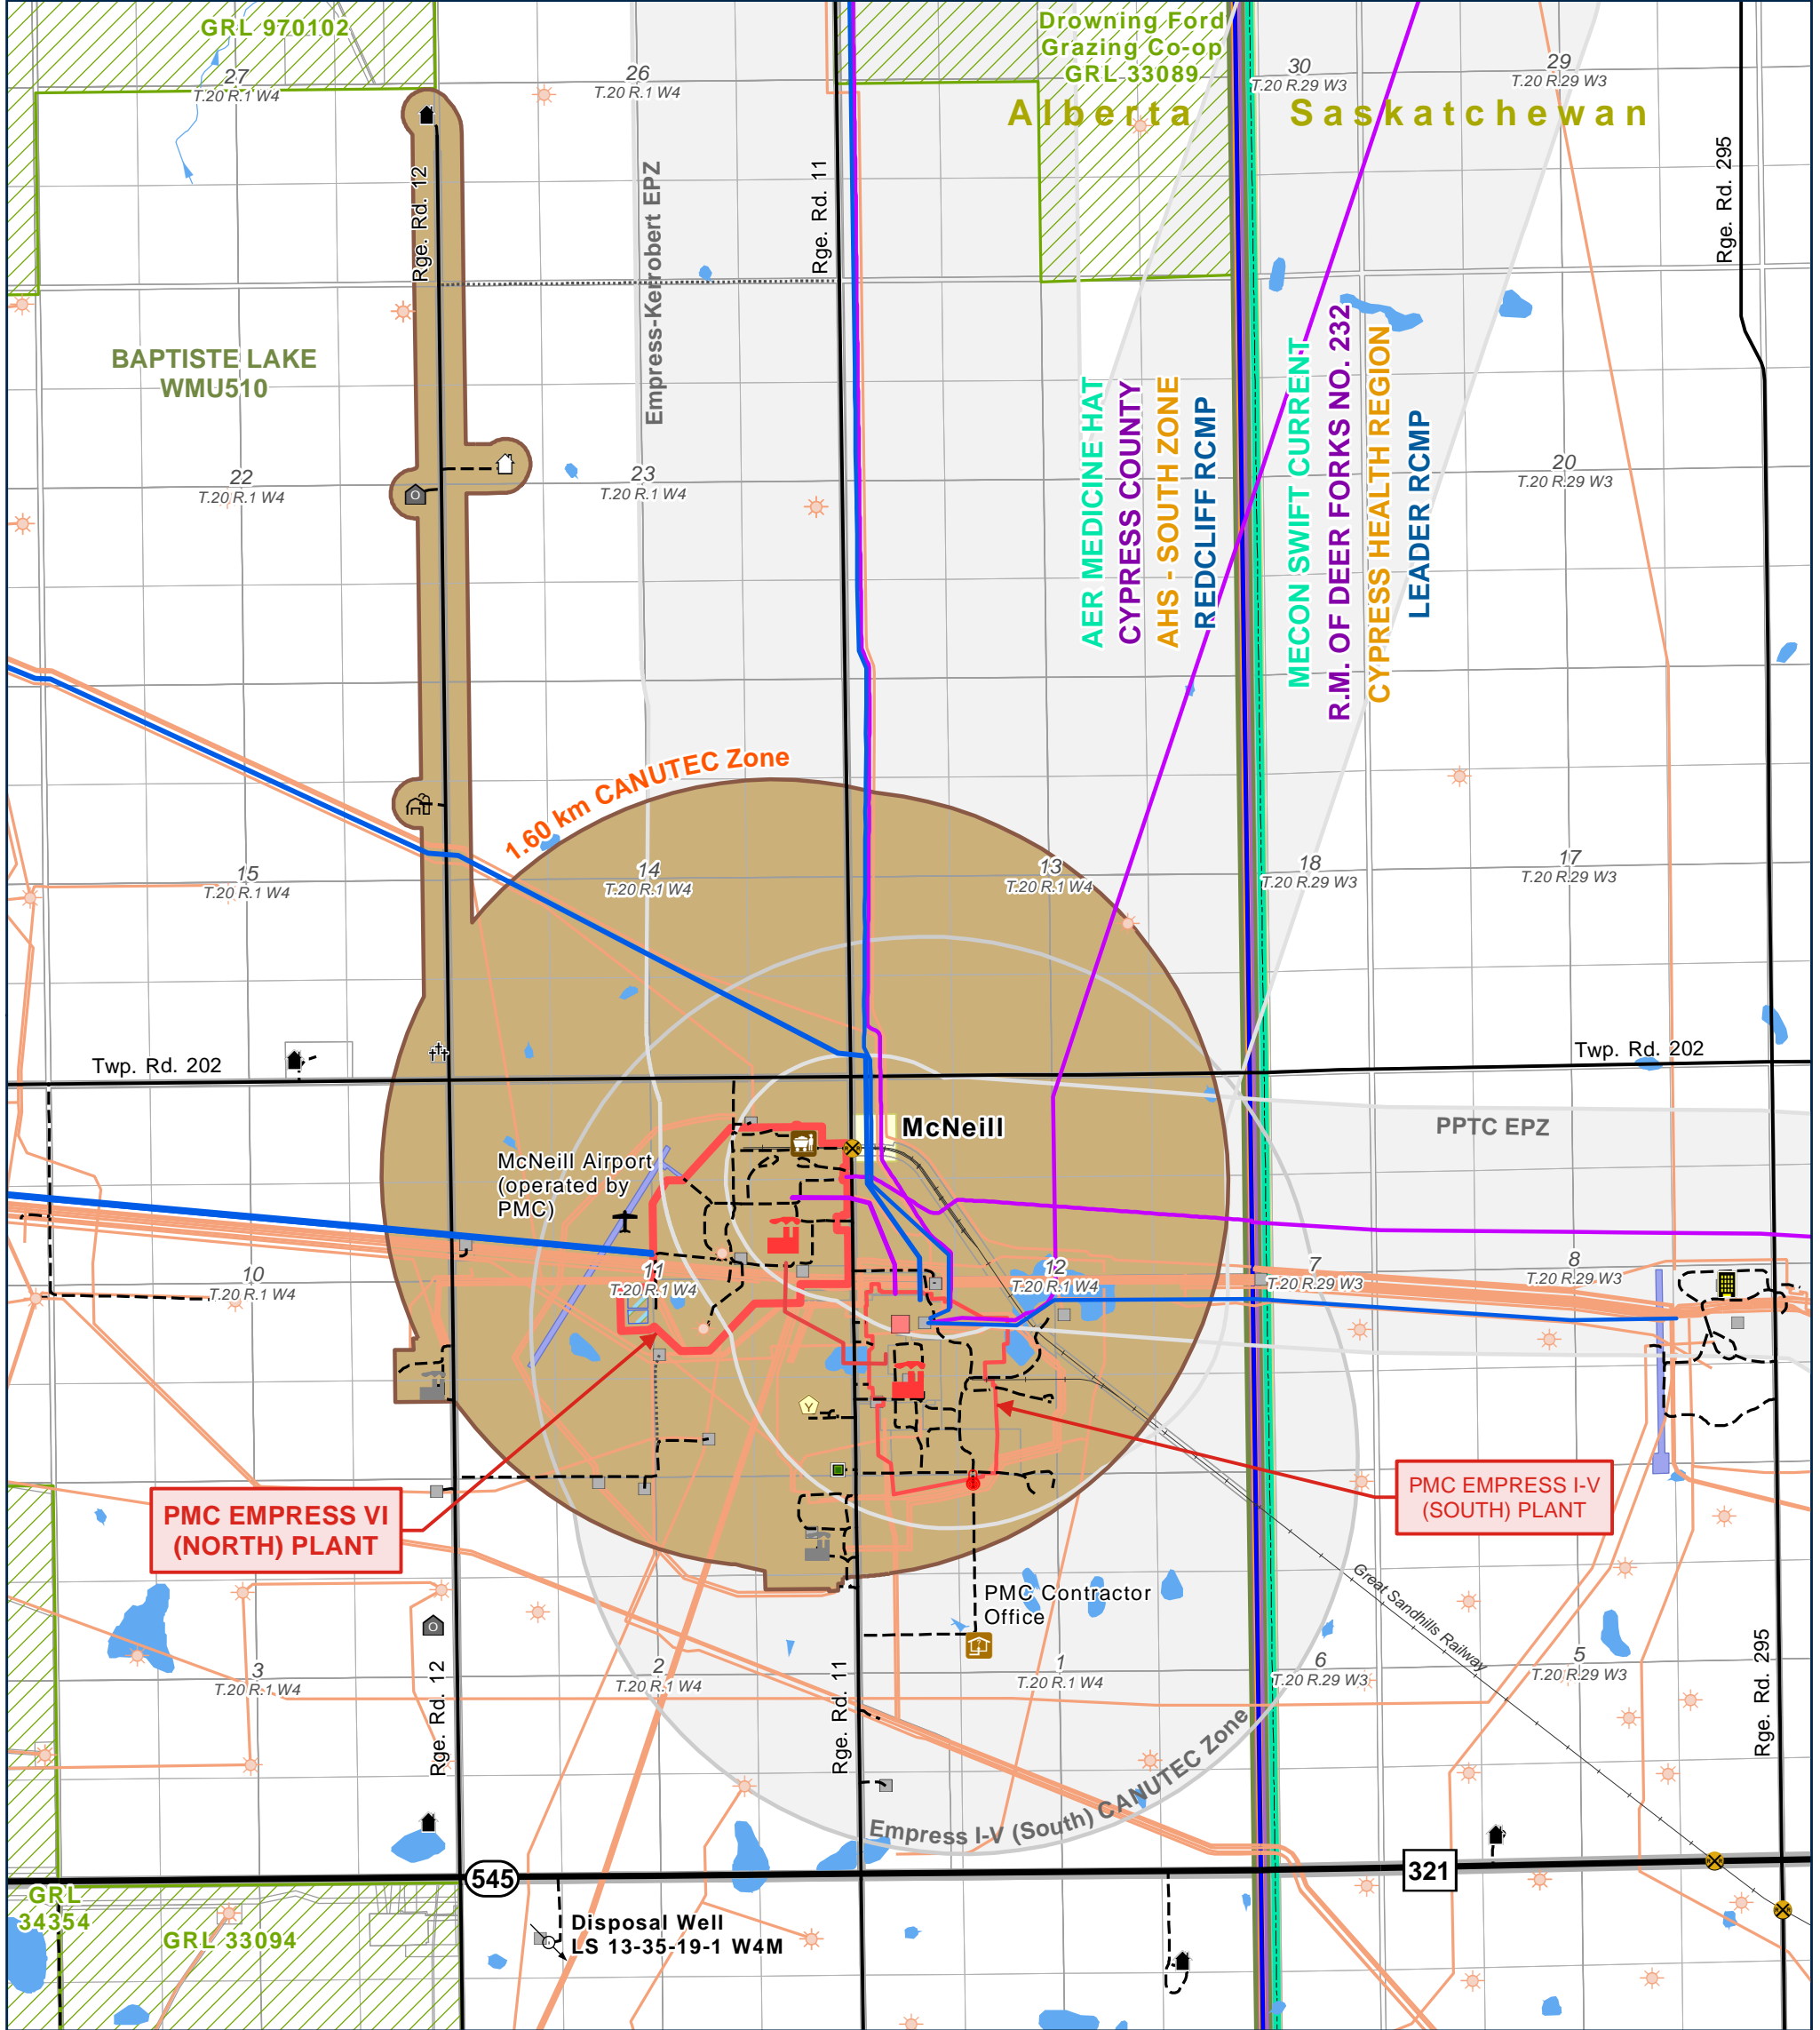 GRL 970102
Drowning Ford
Grazing Co-op
GRL 33089
27
T.20 R.1 W4
26
T.20 R.1 W4
30
T.20 R.29 W3
29
T.20 R.29 W3
Alberta
Saskatchewan
Rge. Rd. 12
Rge. Rd. 11
Rge. Rd. 295
Empress-Kerrobert EPZ
BAPTISTE LAKE
WMU510
AER MEDICINE HAT
CYPRESS COUNTY
AHS - SOUTH ZONE
REDCLIFF RCMP
MECON SWIFT CURRENT
R.M. OF DEER FORKS NO. 232
CYPRESS HEALTH REGION
LEADER RCMP
22
T.20 R.1 W4
23
T.20 R.1 W4
20
T.20 R.29 W3
O
1.60 km CANUTEC Zone
15
T.20 R.1 W4
14
T.20 R.1 W4
13
T.20 R.1 W4
18
T.20 R.29 W3
17
T.20 R.29 W3
Twp. Rd. 202
Twp. Rd. 202
McNeill
PPTC EPZ
McNeill Airport
(operated by
PMC)
10
T.20 R.1 W4
11
T.20 R.1 W4
12
T.20 R.1 W4
7
T.20 R.29 W3
8
T.20 R.29 W3
Y
PMC EMPRESS VI
(NORTH) PLANT
PMC EMPRESS I-V
(SOUTH) PLANT
PMC Contractor
Office
Great Sandhills Railway
O
3
T.20 R.1 W4
2
T.20 R.1 W4
1
T.20 R.1 W4
6
T.20 R.29 W3
5
T.20 R.29 W3
Rge. Rd. 12
Rge. Rd. 11
Rge. Rd. 295
Empress I-V (South) CANUTEC Zone
545
321
GRL
34354
GRL 33094
Disposal Well
LS 13-35-19-1 W4M